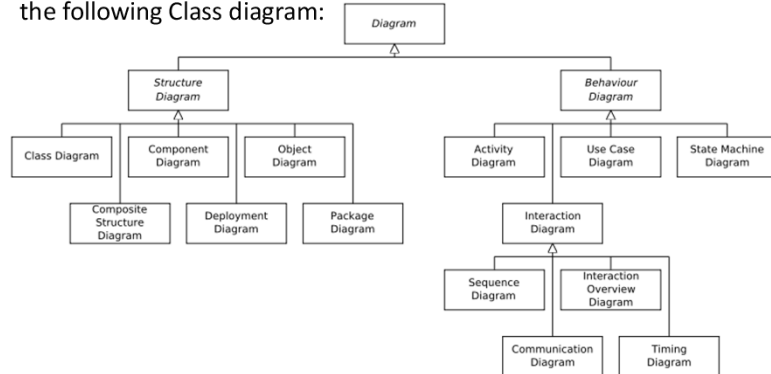 the following Class diagram:
Diagram
Structure
Diagram
Behaviour
Diagram
Class Diagram
Component
Diagram
Object
Diagram
Activity
Diagram
Use Case
Diagram
State Machine
Diagram
Composite
Structure
Diagram
Deployment
Diagram
Package
Diagram
Interaction
Diagram
Sequence
Diagram
Interaction
Overview
Diagram
Communication
Diagram
Timing
Diagram